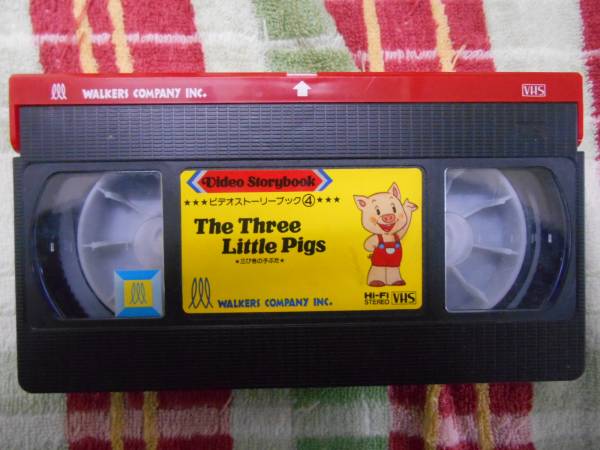 WALKERS COMPANY INC.
VHS
Video Storybook
★★★ビデオストーリーブック④★★★
The Three
Little Pigs
★三びきの子ぶた★
WALKERS COMPANY INC.
HI-FI
STEREO VHS